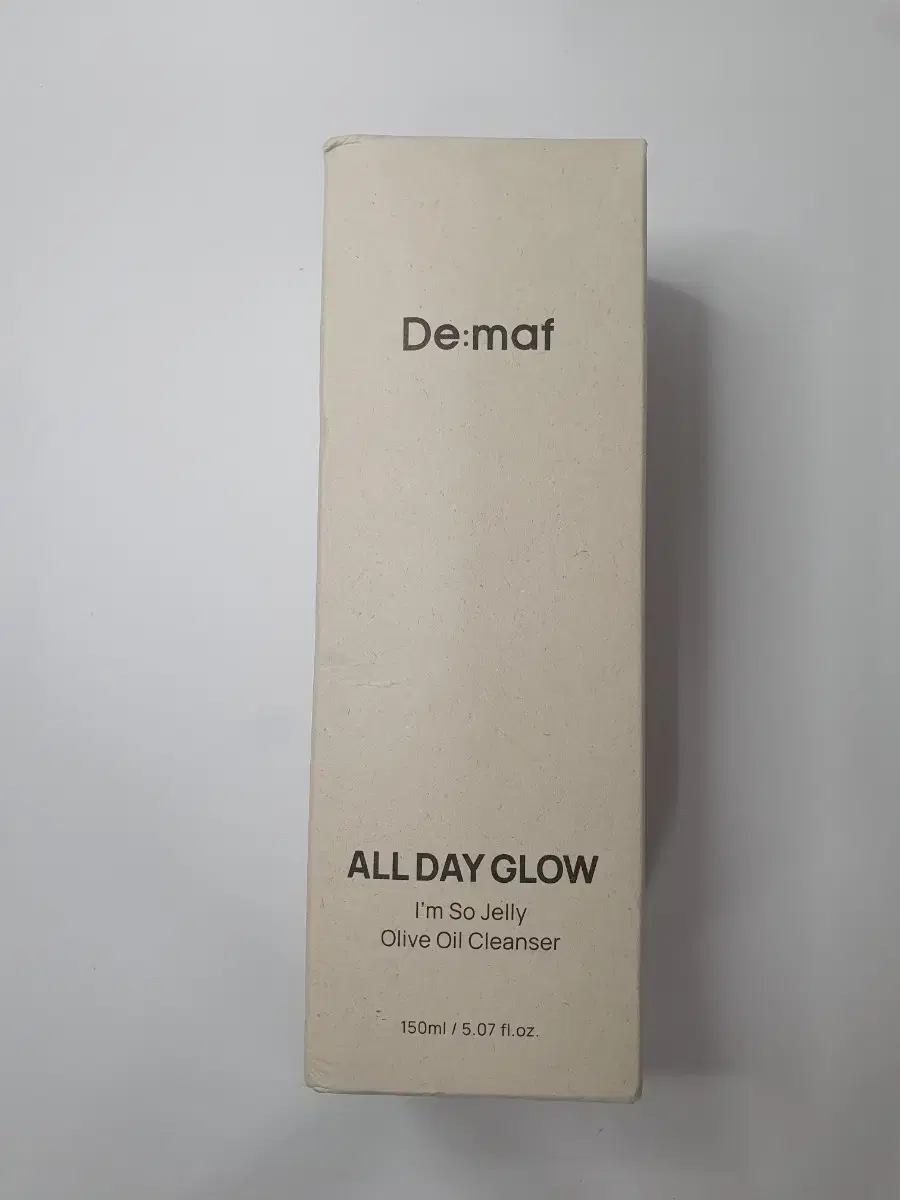 De:maf
ALL DAY GLOW
I'm So Jelly
Olive Oil Cleanser
150ml / 5.07 fl.oz.